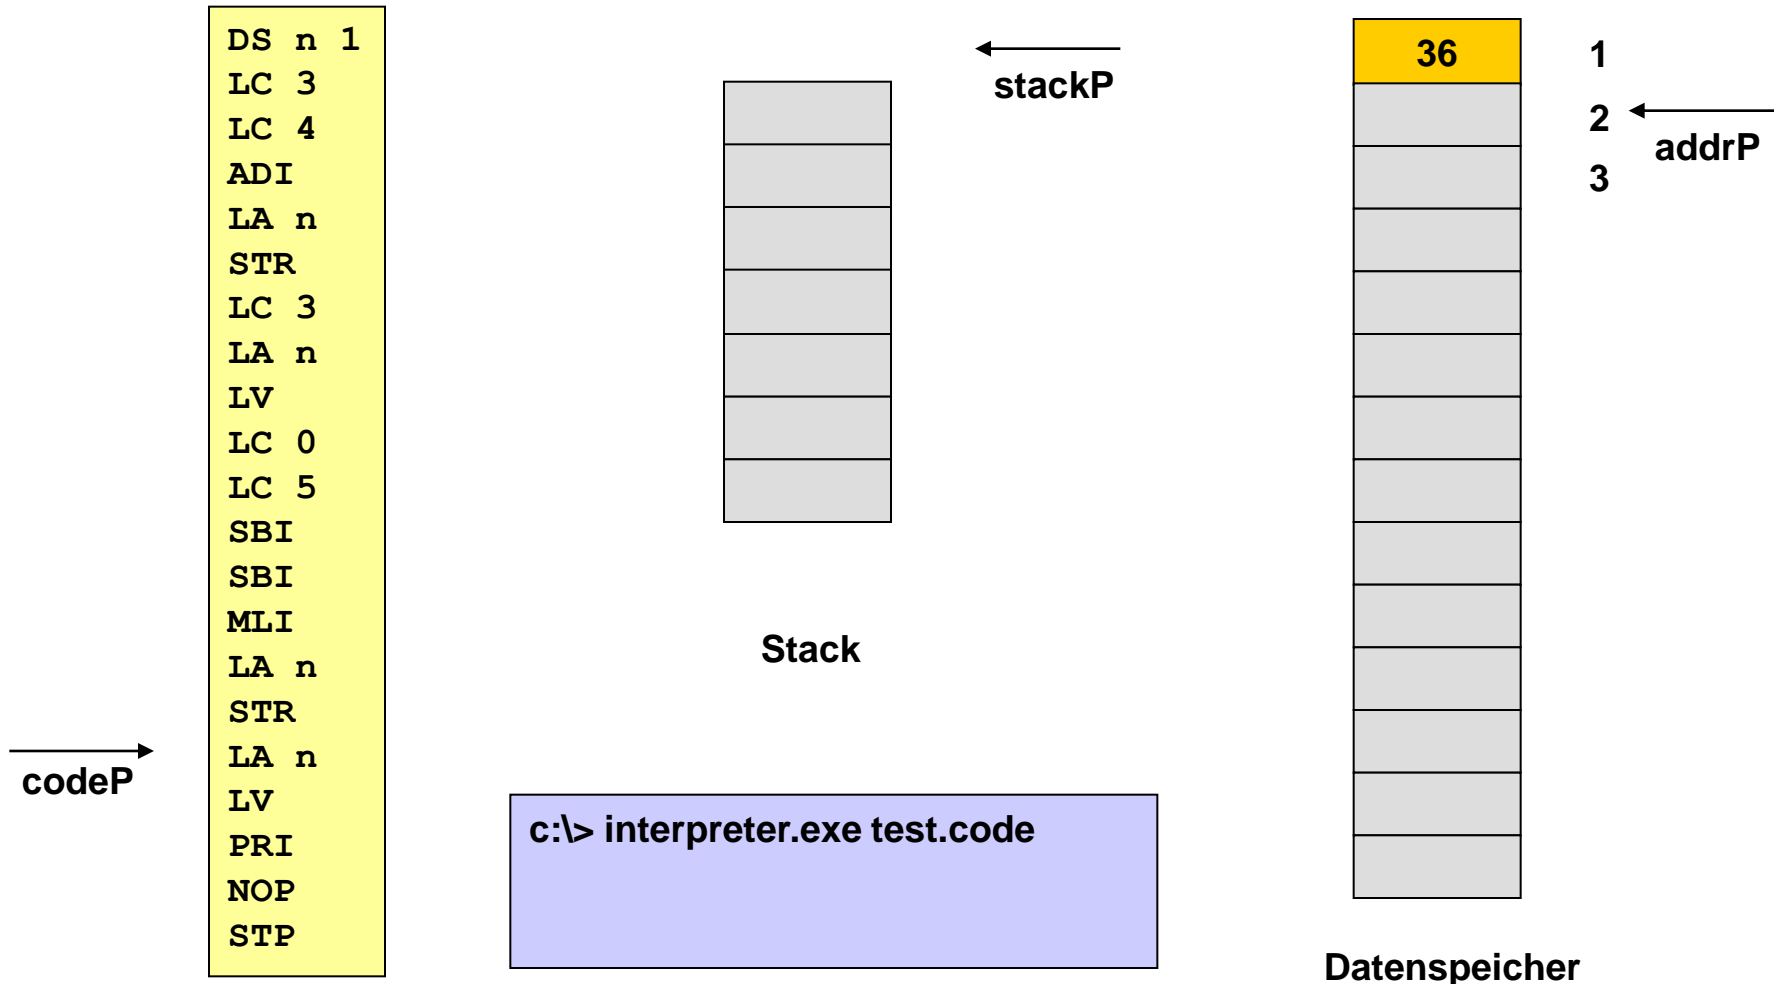 DS n 1
LC 3
LC 4
ADI
LA n
STR
LC 3
LA n
LV
LC 0
LC 5
SBI
SBI
MLI
LA n
STR
LA n
LV
PRI
NOP
STP
codeP
stackP
Stack
c:\> interpreter.exe test.code
36
1
2
3
addrP
Datenspeicher